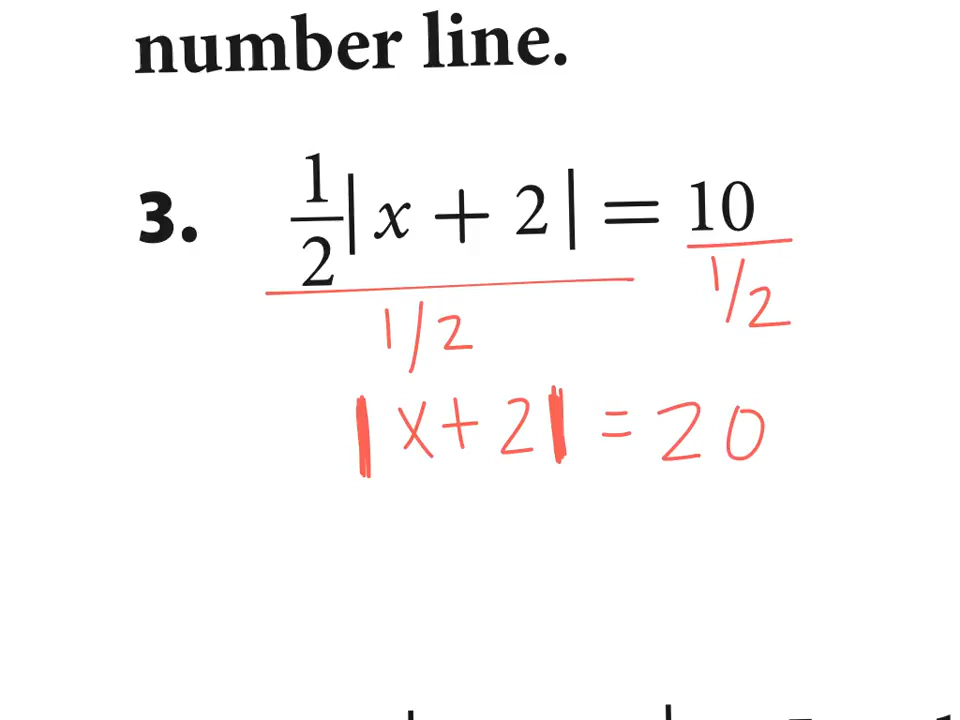 number line.
3. 1/2|x + 2| = 10
1/2 1/2
|x + 2| = 20